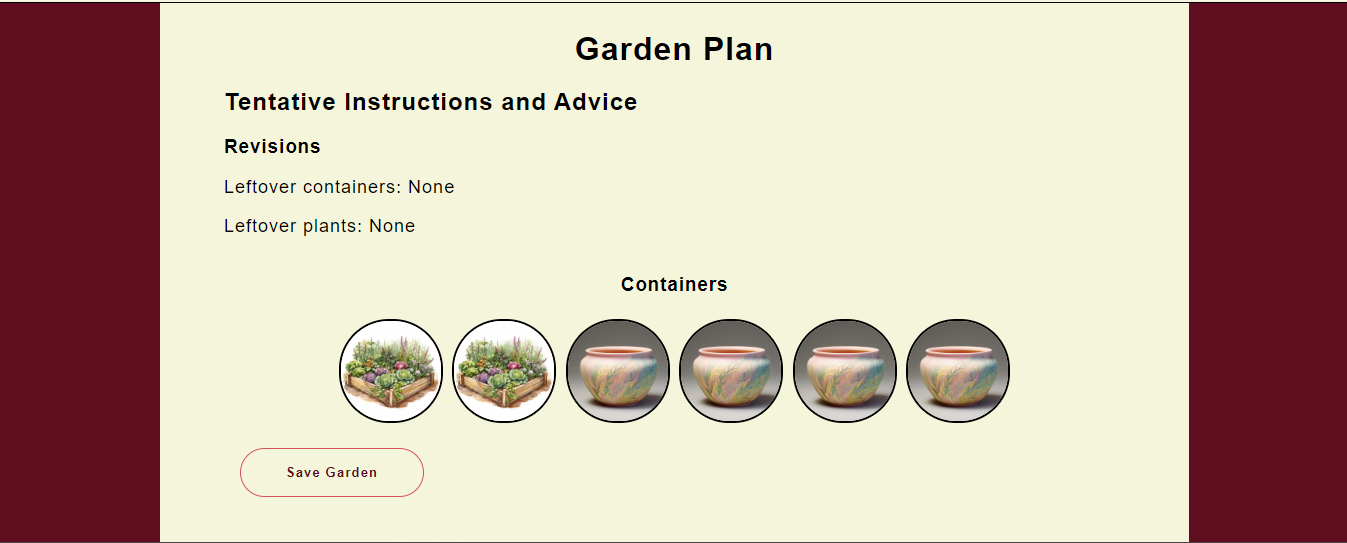 Garden Plan
Tentative Instructions and Advice
Revisions
Leftover containers: None
Leftover plants: None
Containers
Save Garden